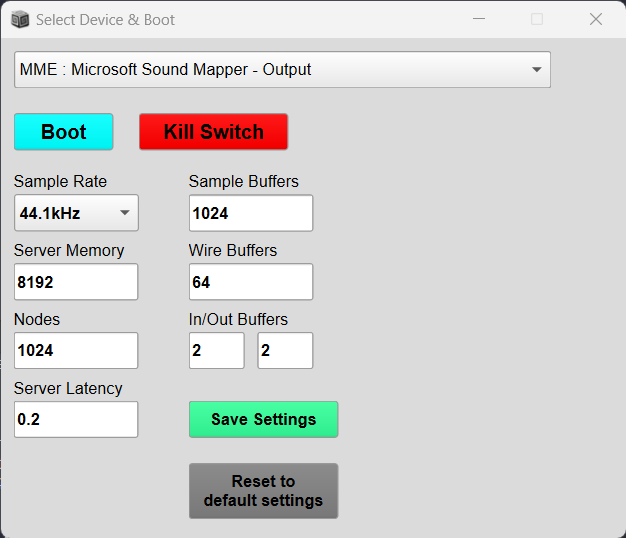 Select Device & Boot
MME : Microsoft Sound Mapper - Output
Boot
Kill Switch
Sample Rate
Sample Buffers
44.1kHz
1024
Server Memory
Wire Buffers
8192
64
Nodes
In/Out Buffers
1024
2
2
Server Latency
0.2
Save Settings
Reset to
default settings